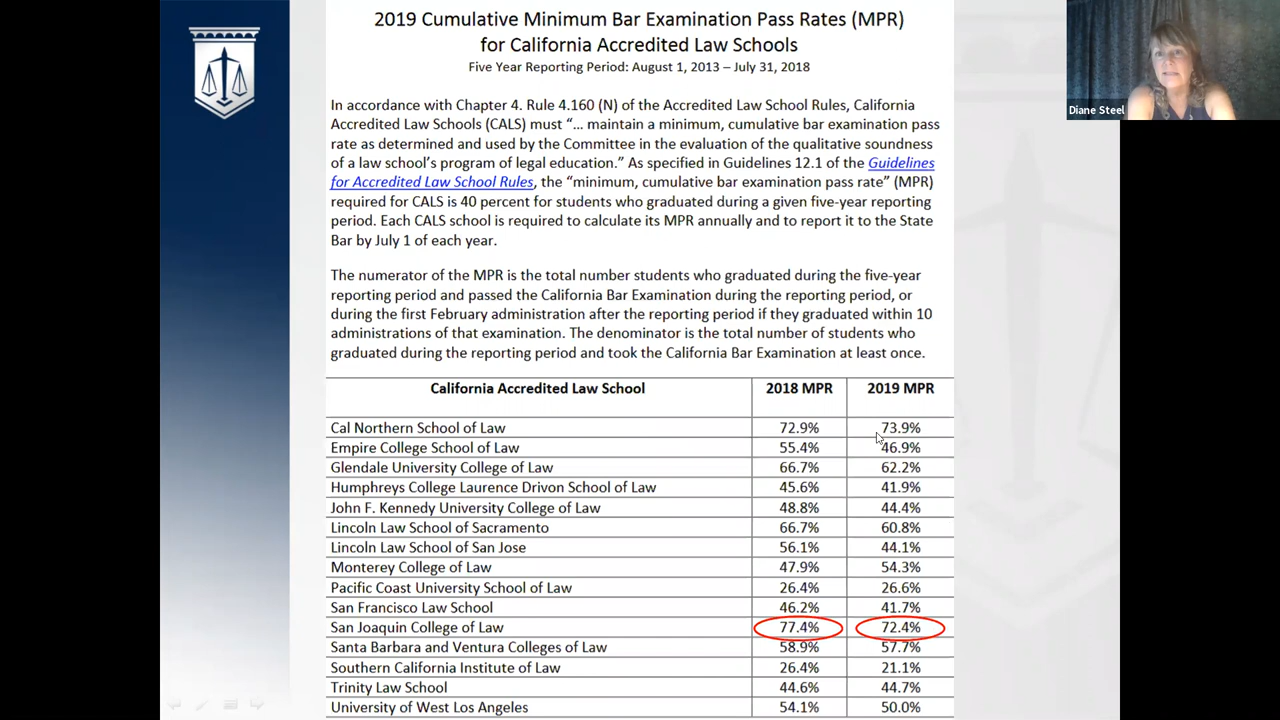 2019 Cumulative Minimum Bar Examination Pass Rates (MPR)
for California Accredited Law Schools
Five Year Reporting Period: August 1, 2013 – July 31, 2018
Diane Steel
In accordance with Chapter 4. Rule 4.160 (N) of the Accredited Law School Rules, California
Accredited Law Schools (CALS) must “… maintain a minimum, cumulative bar examination pass
rate as determined and used by the Committee in the evaluation of the qualitative soundness
of a law school’s program of legal education.” As specified in Guidelines 12.1 of the Guidelines
for Accredited Law School Rules, the “minimum, cumulative bar examination pass rate” (MPR)
required for CALS is 40 percent for students who graduated during a given five-year reporting
period. Each CALS school is required to calculate its MPR annually and to report it to the State
Bar by July 1 of each year.
The numerator of the MPR is the total number students who graduated during the five-year
reporting period and passed the California Bar Examination during the reporting period, or
during the first February administration after the reporting period if they graduated within 10
administrations of that examination. The denominator is the total number of students who
graduated during the reporting period and took the California Bar Examination at least once.
California Accredited Law School 2018 MPR 2019 MPR
Cal Northern School of Law 72.9% 73.9%
Empire College School of Law 55.4% 46.9%
Glendale University College of Law 66.7% 62.2%
Humphreys College Laurence Drivon School of Law 45.6% 41.9%
John F. Kennedy University College of Law 48.8% 44.4%
Lincoln Law School of Sacramento 66.7% 60.8%
Lincoln Law School of San Jose 56.1% 44.1%
Monterey College of Law 47.9% 54.3%
Pacific Coast University School of Law 26.4% 26.6%
San Francisco Law School 46.2% 41.7%
San Joaquin College of Law 77.4% 72.4%
Santa Barbara and Ventura Colleges of Law 58.9% 57.7%
Southern California Institute of Law 26.4% 21.1%
Trinity Law School 44.6% 44.7%
University of West Los Angeles 54.1% 50.0%